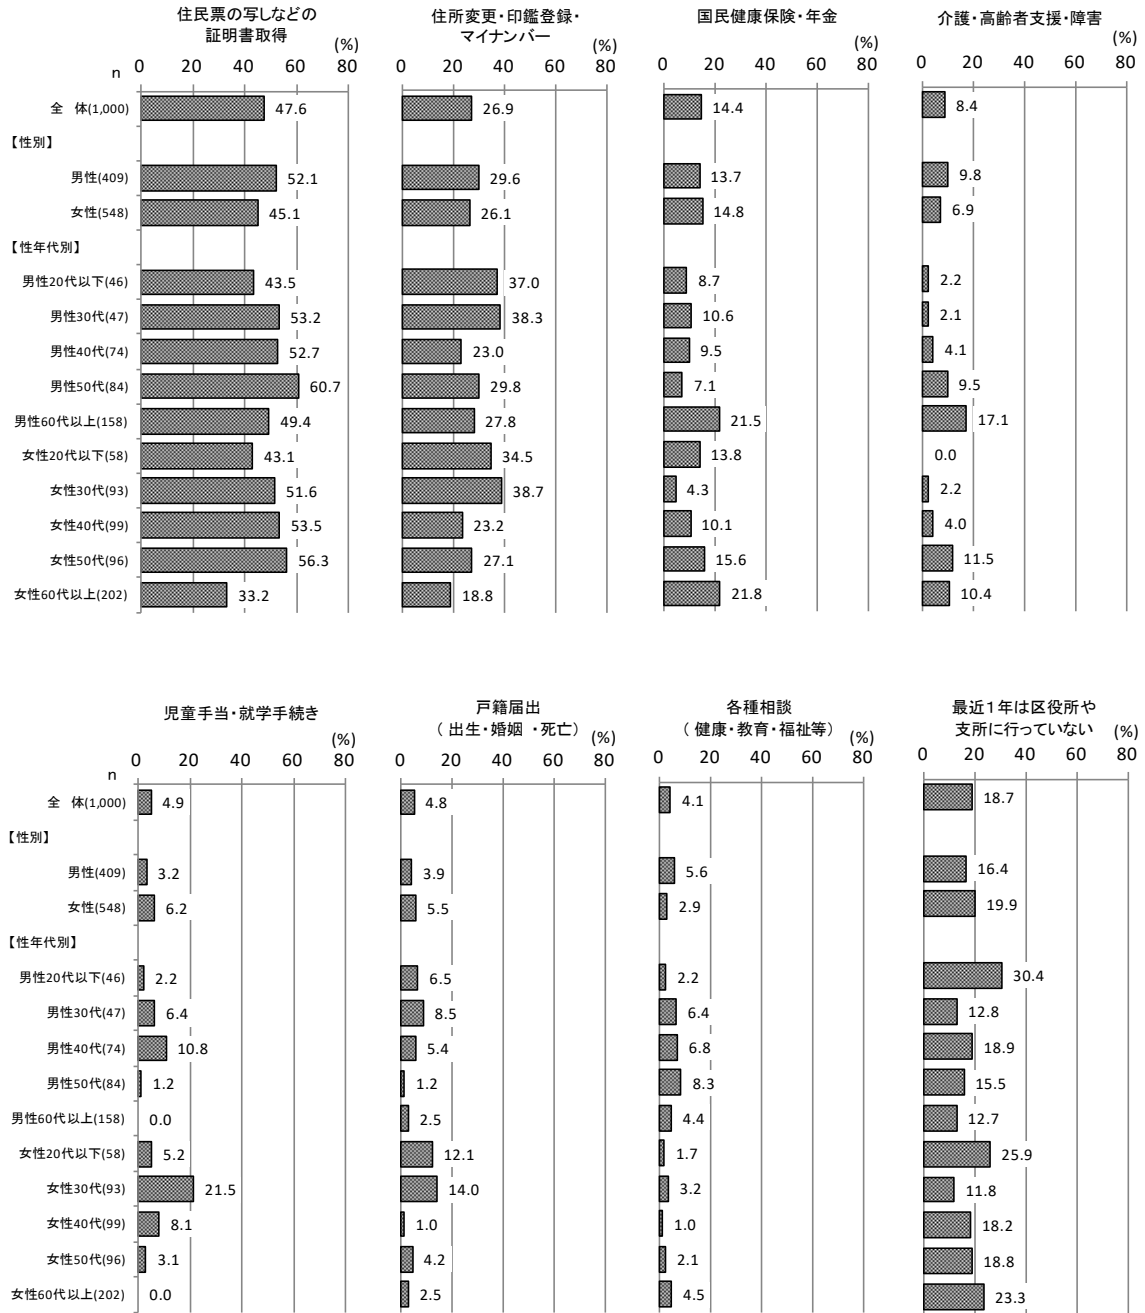 住民票の写しなどの
証明書取得
住所変更・印鑑登録・
マイナンバー
国民健康保険・年金
介護・高齢者支援・障害
(%) (%) (%) (%)
n 0 20 40 60 80 0 20 40 60 80 0 20 40 60 80 0 20 40 60 80
全 体(1,000) 47.6 26.9 14.4 8.4
【性別】
男性(409) 52.1 29.6 13.7 9.8
女性(548) 45.1 26.1 14.8 6.9
【性年代別】
男性20代以下(46) 43.5 37.0 8.7 2.2
男性30代(47) 53.2 38.3 10.6 2.1
男性40代(74) 52.7 23.0 9.5 4.1
男性50代(84) 60.7 29.8 7.1 9.5
男性60代以上(158) 49.4 27.8 21.5 17.1
女性20代以下(58) 43.1 34.5 13.8 0.0
女性30代(93) 51.6 38.7 4.3 2.2
女性40代(99) 53.5 23.2 10.1 4.0
女性50代(96) 56.3 27.1 15.6 11.5
女性60代以上(202) 33.2 18.8 21.8 10.4
児童手当・就学手続き
戸籍届出
（ 出生・婚姻 ・死亡）
各種相談
（ 健康・教育・福祉等）
最近１年は区役所や
支所に行っていない
(%) (%) (%) (%)
n 0 20 40 60 80 0 20 40 60 80 0 20 40 60 80 0 20 40 60 80
全 体(1,000) 4.9 4.8 4.1 18.7
【性別】
男性(409) 3.2 3.9 5.6 16.4
女性(548) 6.2 5.5 2.9 19.9
【性年代別】
男性20代以下(46) 2.2 6.5 2.2 30.4
男性30代(47) 6.4 8.5 6.4 12.8
男性40代(74) 10.8 5.4 6.8 18.9
男性50代(84) 1.2 1.2 8.3 15.5
男性60代以上(158) 0.0 2.5 4.4 12.7
女性20代以下(58) 5.2 12.1 1.7 25.9
女性30代(93) 21.5 14.0 3.2 11.8
女性40代(99) 8.1 1.0 1.0 18.2
女性50代(96) 3.1 4.2 2.1 18.8
女性60代以上(202) 0.0 2.5 4.5 23.3